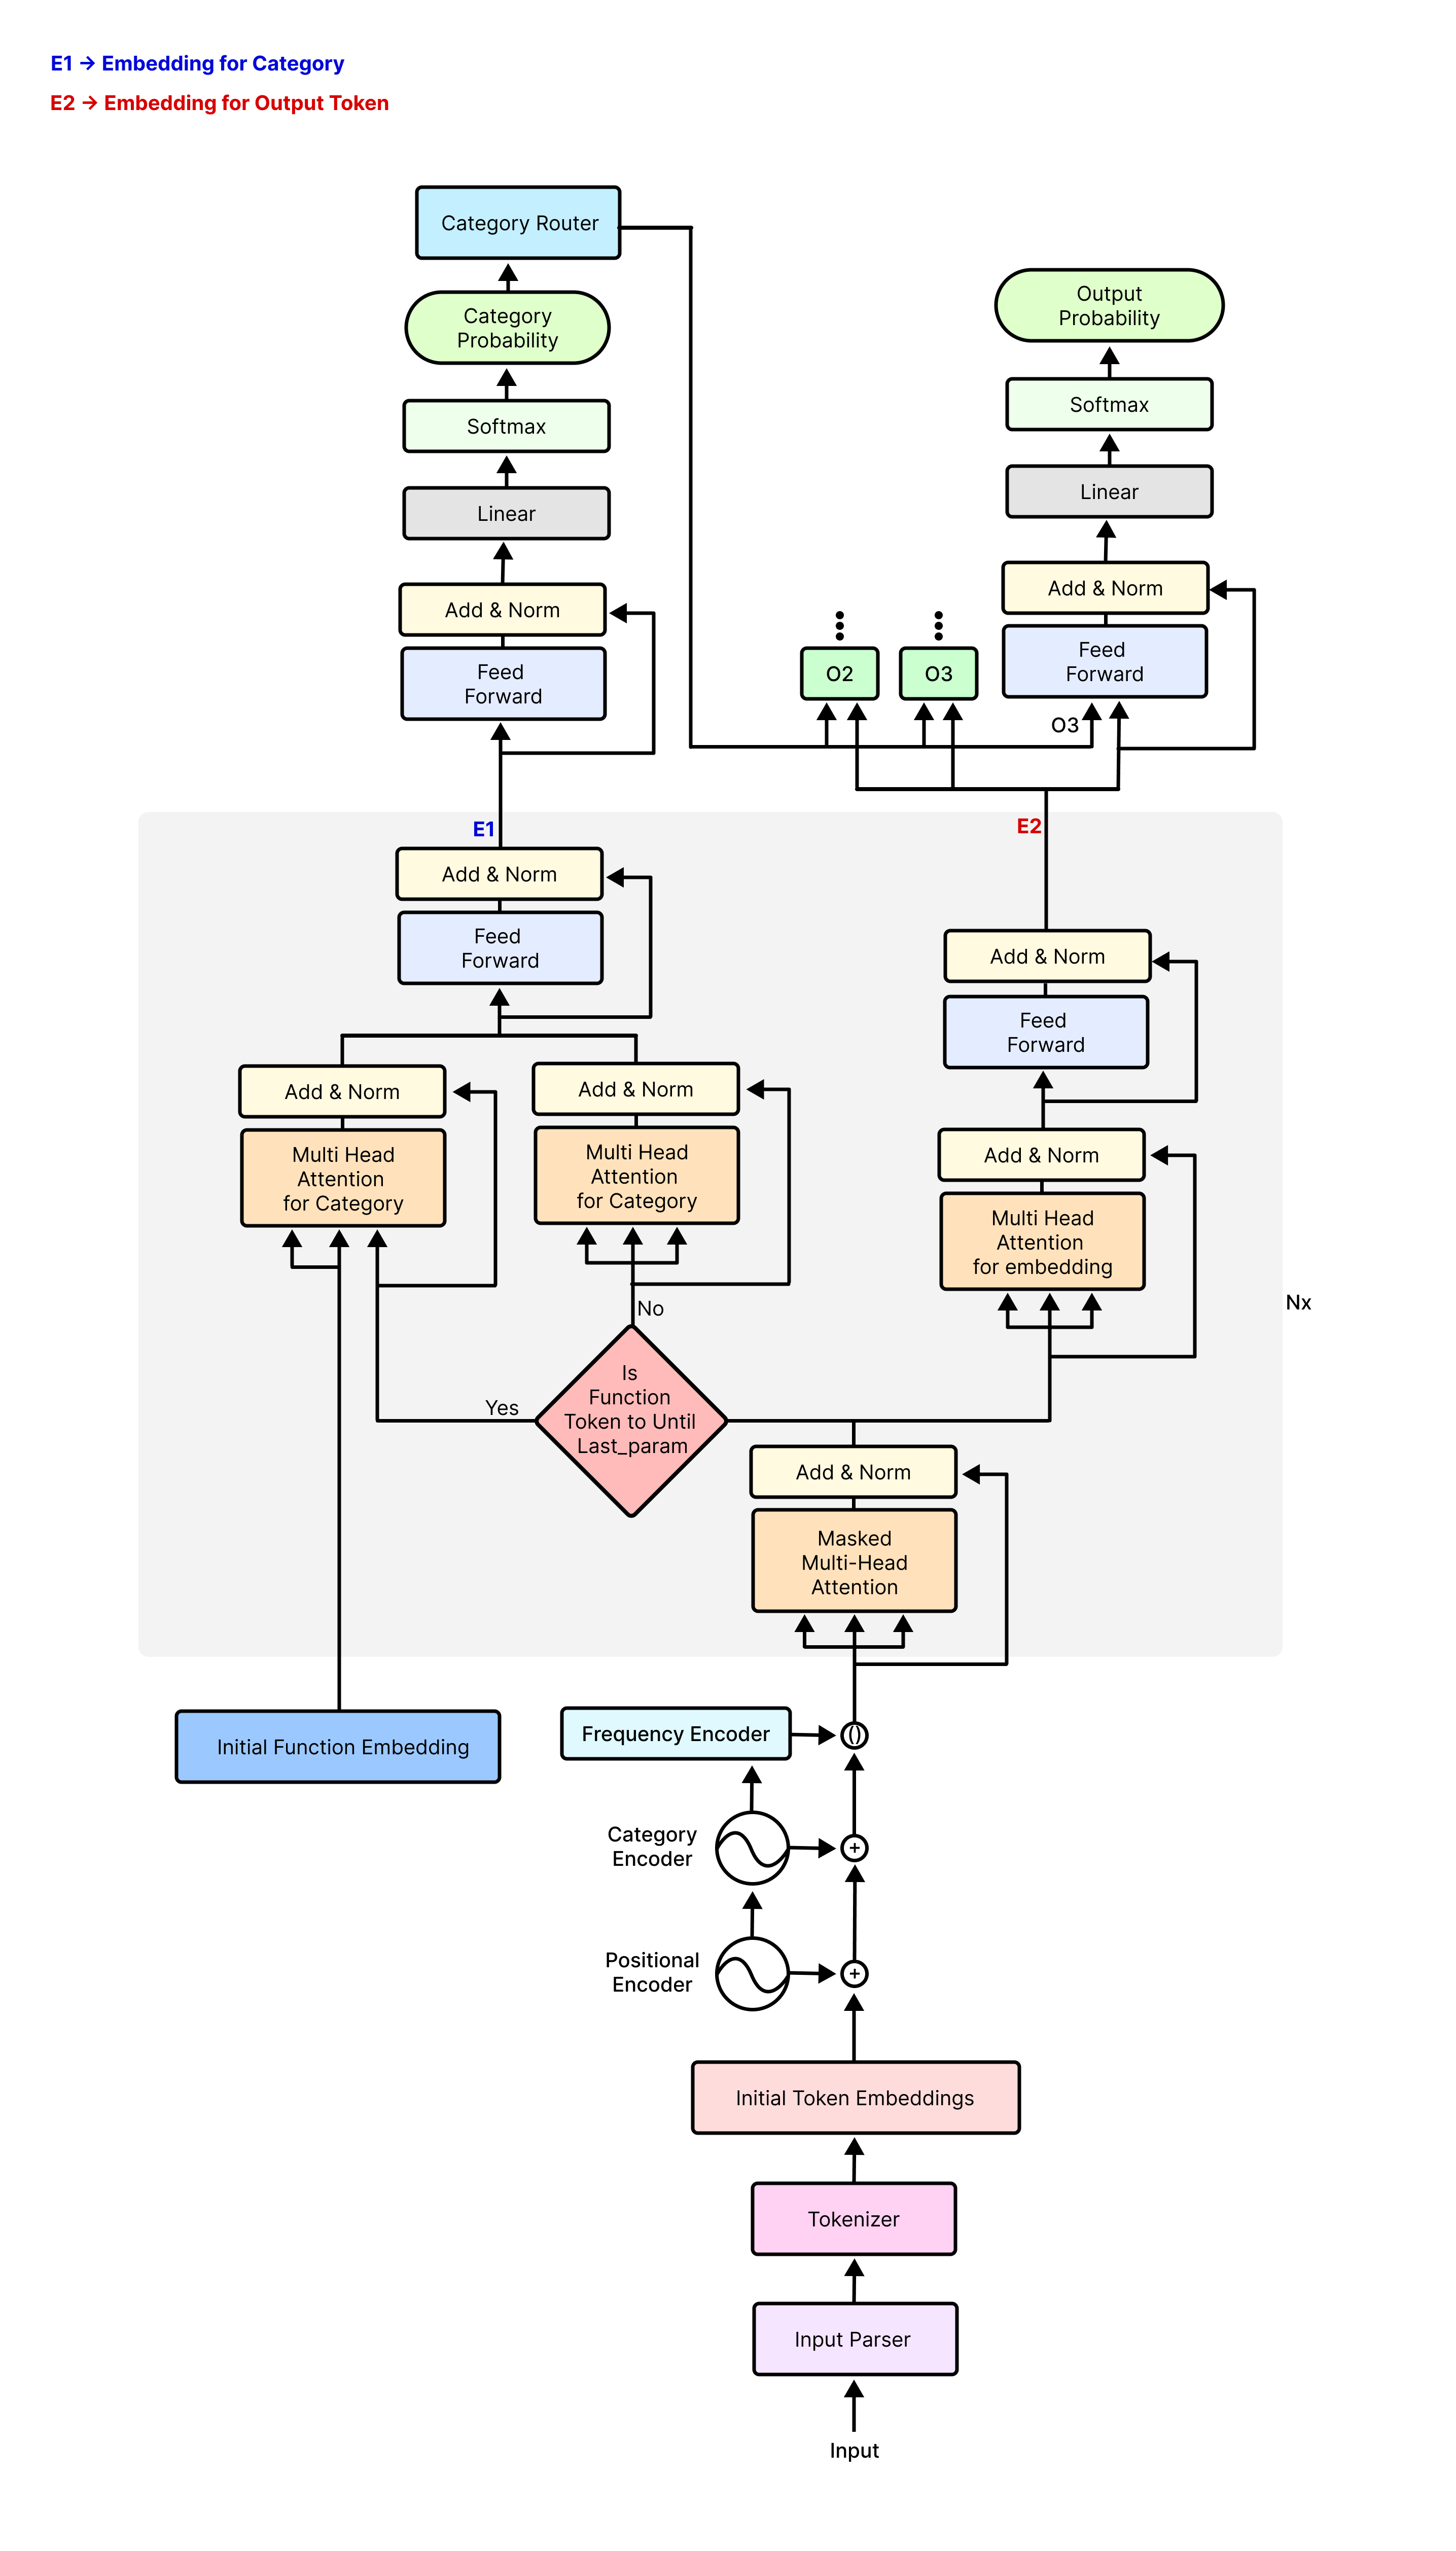 E1 → Embedding for Category
E2 → Embedding for Output Token
Category Router
Category
Probability
Softmax
Linear
Add & Norm
Feed
Forward
Output
Probability
Softmax
Linear
Add & Norm
Feed
Forward
O2
O3
O3
E1
E2
Add & Norm
Feed
Forward
Add & Norm
Multi Head
Attention
for Category
Add & Norm
Multi Head
Attention
for Category
Add & Norm
Feed
Forward
Add & Norm
Multi Head
Attention
for embedding
Nx
No
Yes
Is
Function
Token to Until
Last_param
Add & Norm
Masked
Multi-Head
Attention
Initial Function Embedding
Frequency Encoder
()
Category
Encoder
+
Positional
Encoder
+
Initial Token Embeddings
Tokenizer
Input Parser
Input